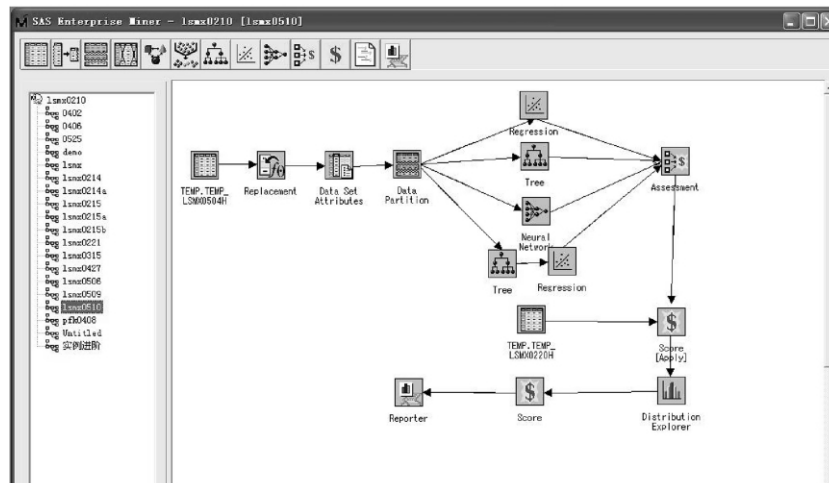 SAS Enterprise Miner - lsmx0210 [lsmx0510]
lsmx0210
0402
0406
0525
demo
lsmx
lsmx0214
lsmx0214a
lsmx0215
lsmx0215a
lsmx0215b
lsmx0221
lsmx0315
lsmx0427
lsmx0506
lsmx0509
lsmx0510
pfk0408
Untitled
实例进阶
Regression
TEMP.TEMP_
LSMX0504H
Replacement
Data Set
Attributes
Data
Partition
Tree
Assessment
Neural
Network
Tree
Regression
TEMP.TEMP_
LSMX0220H
Score
[Apply]
Reporter
Score
Distribution
Explorer